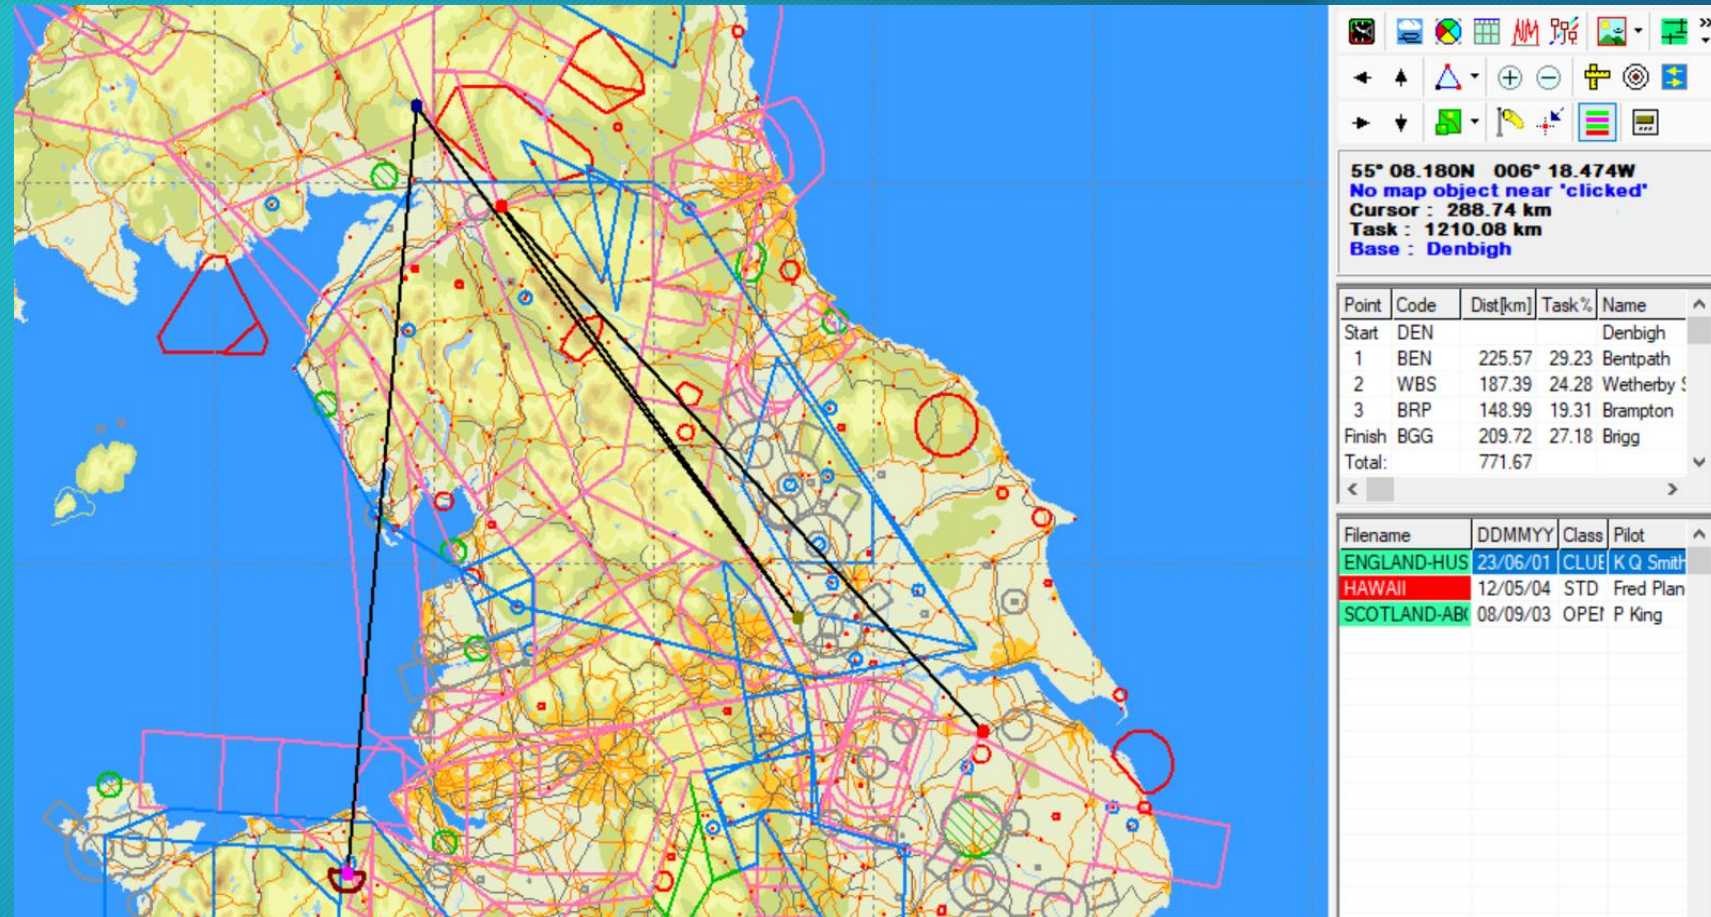 »
55° 08.180N 006° 18.474W
No map object near 'clicked'
Cursor : 288.74 km
Task : 1210.08 km
Base : Denbigh
Point Code Dist[km] Task% Name
Start DEN Denbigh
1 BEN 225.57 29.23 Bentpath
2 WBS 187.39 24.28 Wetherby S
3 BRP 148.99 19.31 Brampton
Finish BGG 209.72 27.18 Brigg
Total: 771.67
Filename DDMMYY Class Pilot
ENGLAND-HUS 23/06/01 CLUB K Q Smith
HAWAII 12/05/04 STD Fred Plan
SCOTLAND-AB 08/09/03 OPEN P King